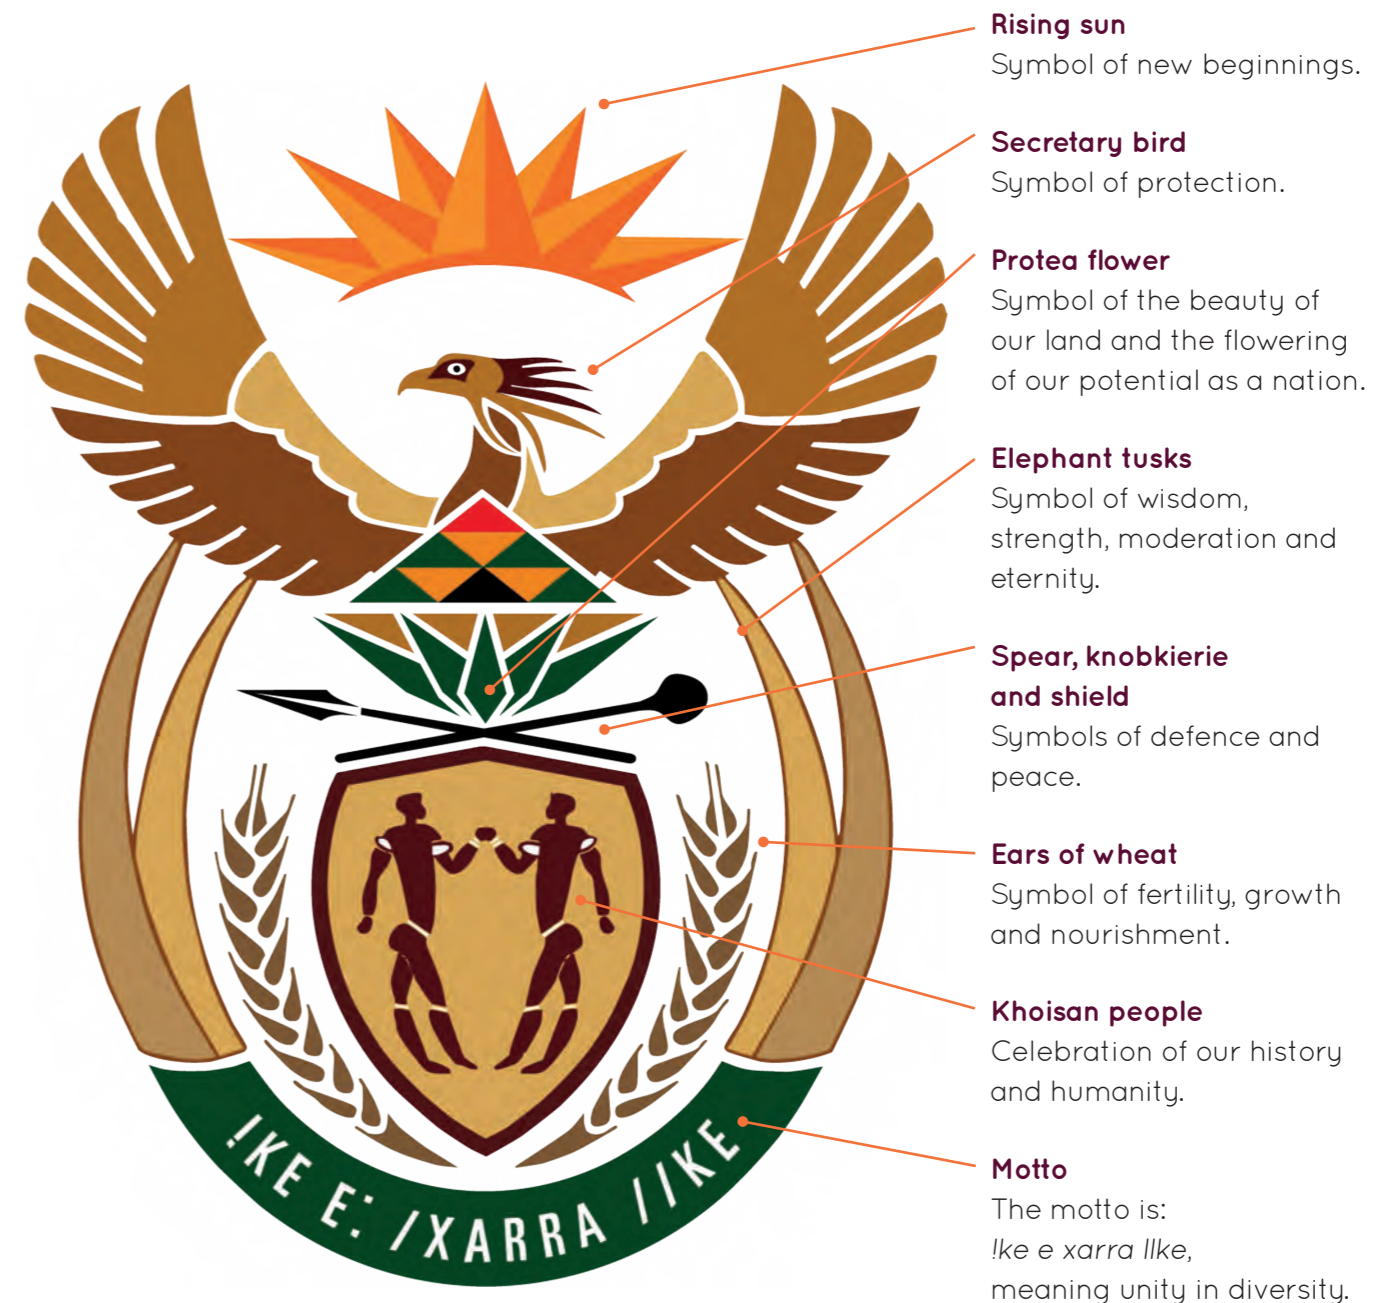 Rising sun
Symbol of new beginnings.
Secretary bird
Symbol of protection.
Protea flower
Symbol of the beauty of
our land and the flowering
of our potential as a nation.
Elephant tusks
Symbol of wisdom,
strength, moderation and
eternity.
Spear, knobkierie
and shield
Symbols of defence and
peace.
Ears of wheat
Symbol of fertility, growth
and nourishment.
Khoisan people
Celebration of our history
and humanity.
Motto
The motto is:
!ke e xarra llke,
meaning unity in diversity.
!KE E: /XARRA //KE